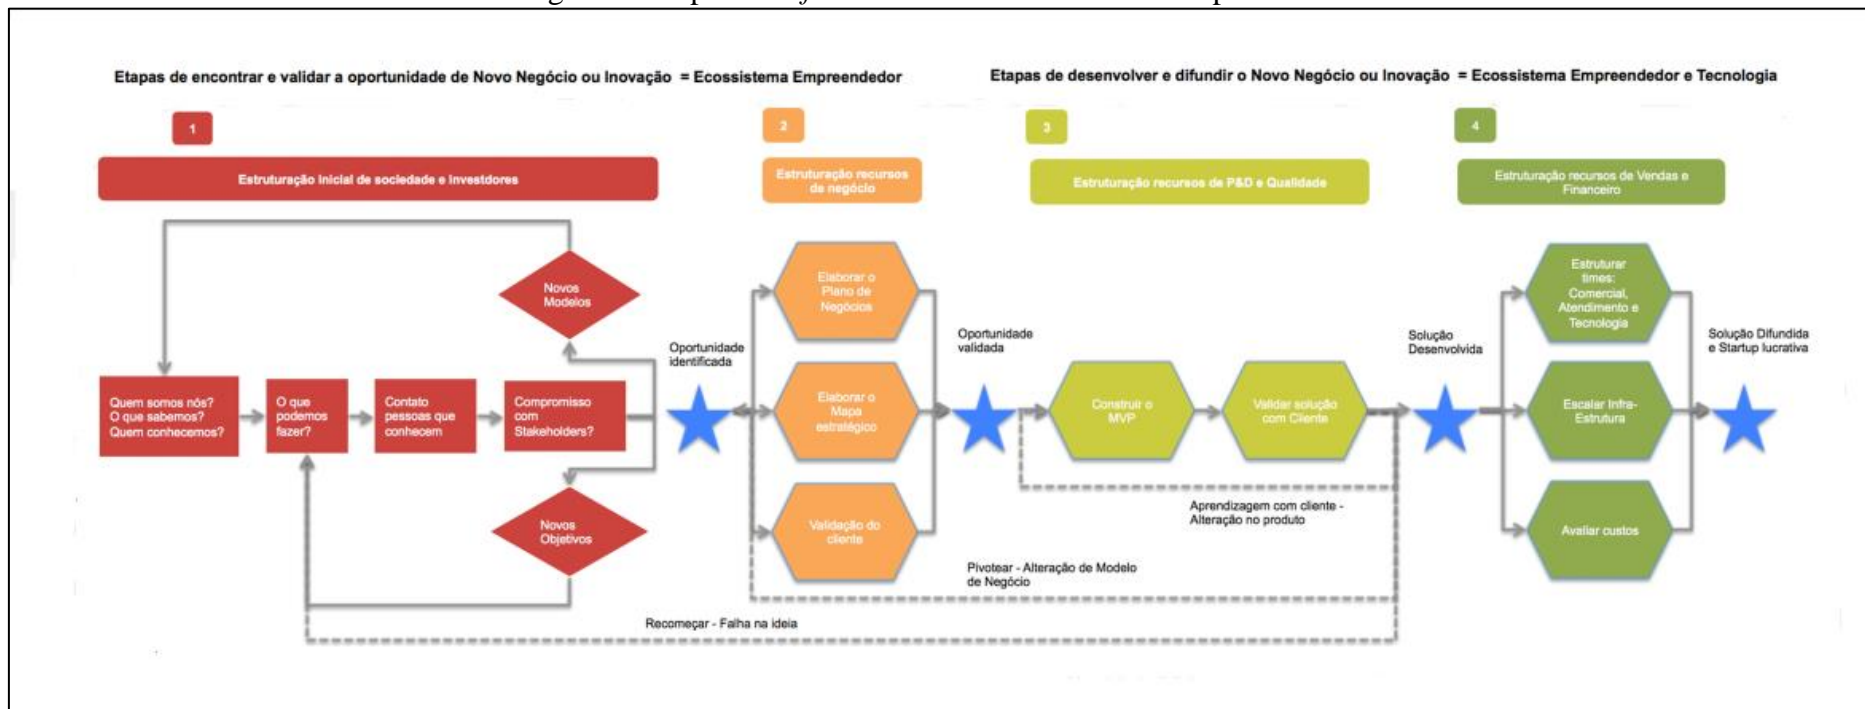 Etapas de encontrar e validar a oportunidade de Novo Negócio ou Inovação = Ecossistema Empreendedor
Etapas de desenvolver e difundir o Novo Negócio ou Inovação = Ecossistema Empreendedor e Tecnologia
1
2
3
4
Estruturação Inicial de sociedade e Investdores
Estruturação recursos
de negócio
Estruturação recursos de P&D e Qualidade
Estruturação recursos de Vendas e
Financeiro
Novos
Modelos
Quem somos nós?
O que sabemos?
Quem conhecemos?
O que
podemos
fazer?
Contato
pessoas que
conhecem
Compromisso
com
Stakeholders?
Novos
Objetivos
Oportunidade
identificada
Elaborar o
Plano de
Negócios
Elaborar o
Mapa
estratégico
Validação do
cliente
Oportunidade
validada
Construir o
MVP
Validar solução
com Cliente
Solução
Desenvolvida
Estruturar
times:
Comercial,
Atendimento e
Tecnologia
Escalar Infra-
Estrutura
Avaliar custos
Solução Difundida
e Startup lucrativa
Aprendizagem com cliente -
Alteração no produto
Pivotear - Alteração de Modelo
de Negócio
Recomeçar - Falha na ideia